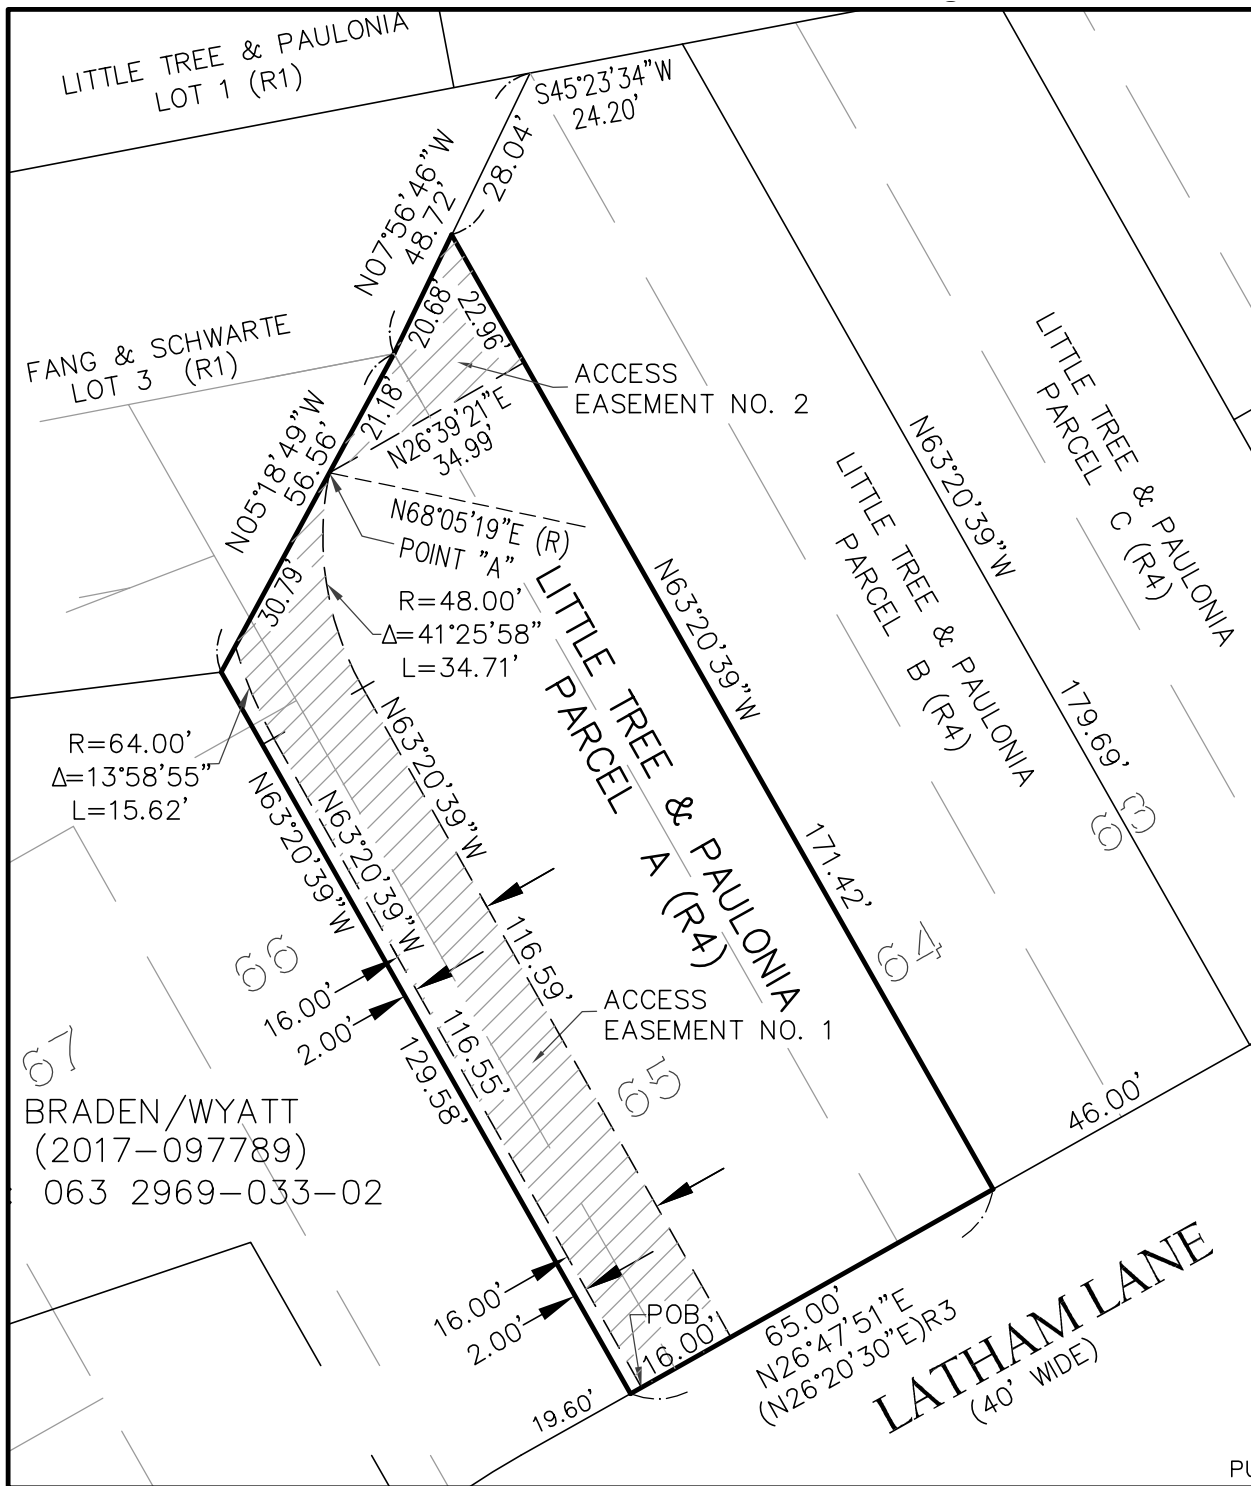 LITTLE TREE & PAULONIA
LOT 1 (R1)
S45°23'34"W
24.20'
28.04'
N07°56'46"W
48.72'
20.68'
22.96'
FANG & SCHWARTE
LOT 3 (R1)
ACCESS
EASEMENT NO. 2
21.18'
N26°39'21"E
34.99'
N05°18'49"W
56.56'
N68°05'19"E (R)
POINT "A"
30.79'
R=48.00'
Δ=41°25'58"
L=34.71'
LITTLE TREE & PAULONIA
PARCEL A (R4)
N63°20'39"W
171.42'
LITTLE TREE & PAULONIA
PARCEL B (R4)
N63°20'39"W
179.69'
LITTLE TREE & PAULONIA
PARCEL C (R4)
R=64.00'
Δ=13°58'55"
L=15.62'
N63°20'39"W
129.58'
N63°20'39"W
116.55'
N63°20'39"W
116.59'
63
64
65
66
67
16.00'
2.00'
ACCESS
EASEMENT NO. 1
BRADEN/WYATT
(2017-097789)
063 2969-033-02
46.00'
16.00'
2.00'
POB
16.00'
65.00'
N26°47'51"E
(N26°20'30"E)R3
19.60'
LATHAM LANE
(40' WIDE)